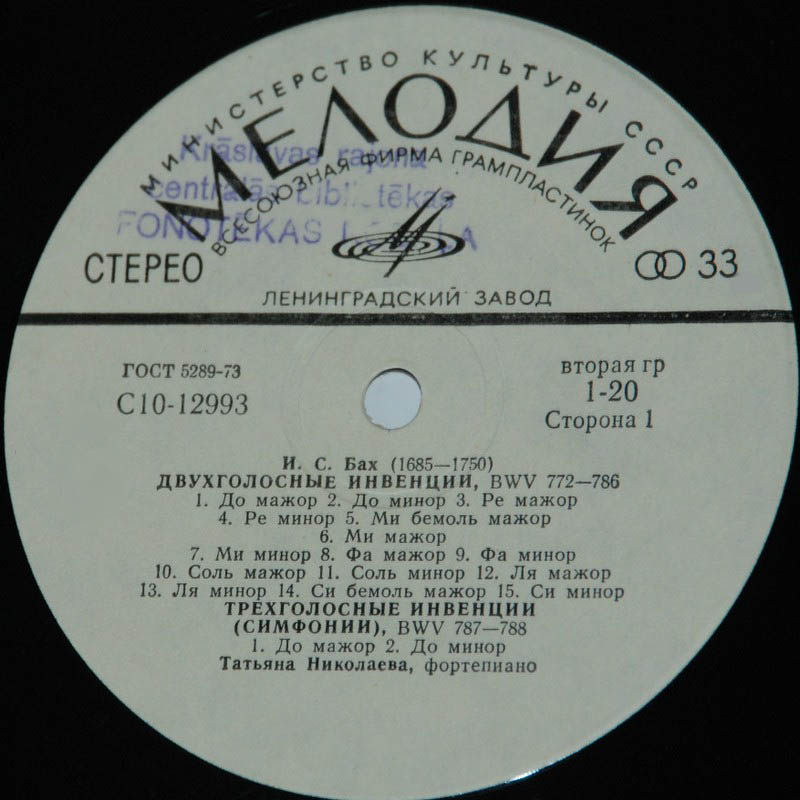 МИНИСТЕРСТВО КУЛЬТУРЫ СССР
МЕЛОДИЯ
ВСЕСОЮЗНАЯ ФИРМА ГРАМПЛАСТИНОК
Krāslavas rajona
centrālās bibliotēkas
FONOTĒKAS
СТЕРЕО
33
ЛЕНИНГРАДСКИЙ ЗАВОД
ГОСТ 5289-73
С10-12993
вторая гр
1-20
Сторона 1
И. С. Бах (1685—1750)
ДВУХГОЛОСНЫЕ ИНВЕНЦИИ, BWV 772—786
1. До мажор 2. До минор 3. Ре мажор
4. Ре минор 5. Ми бемоль мажор
6. Ми мажор
7. Ми минор 8. Фа мажор 9. Фа минор
10. Соль мажор 11. Соль минор 12. Ля мажор
13. Ля минор 14. Си бемоль мажор 15. Си минор
ТРЕХГОЛОСНЫЕ ИНВЕНЦИИ
(СИМФОНИИ), BWV 787—788
1. До мажор 2. До минор
Татьяна Николаева, фортепиано